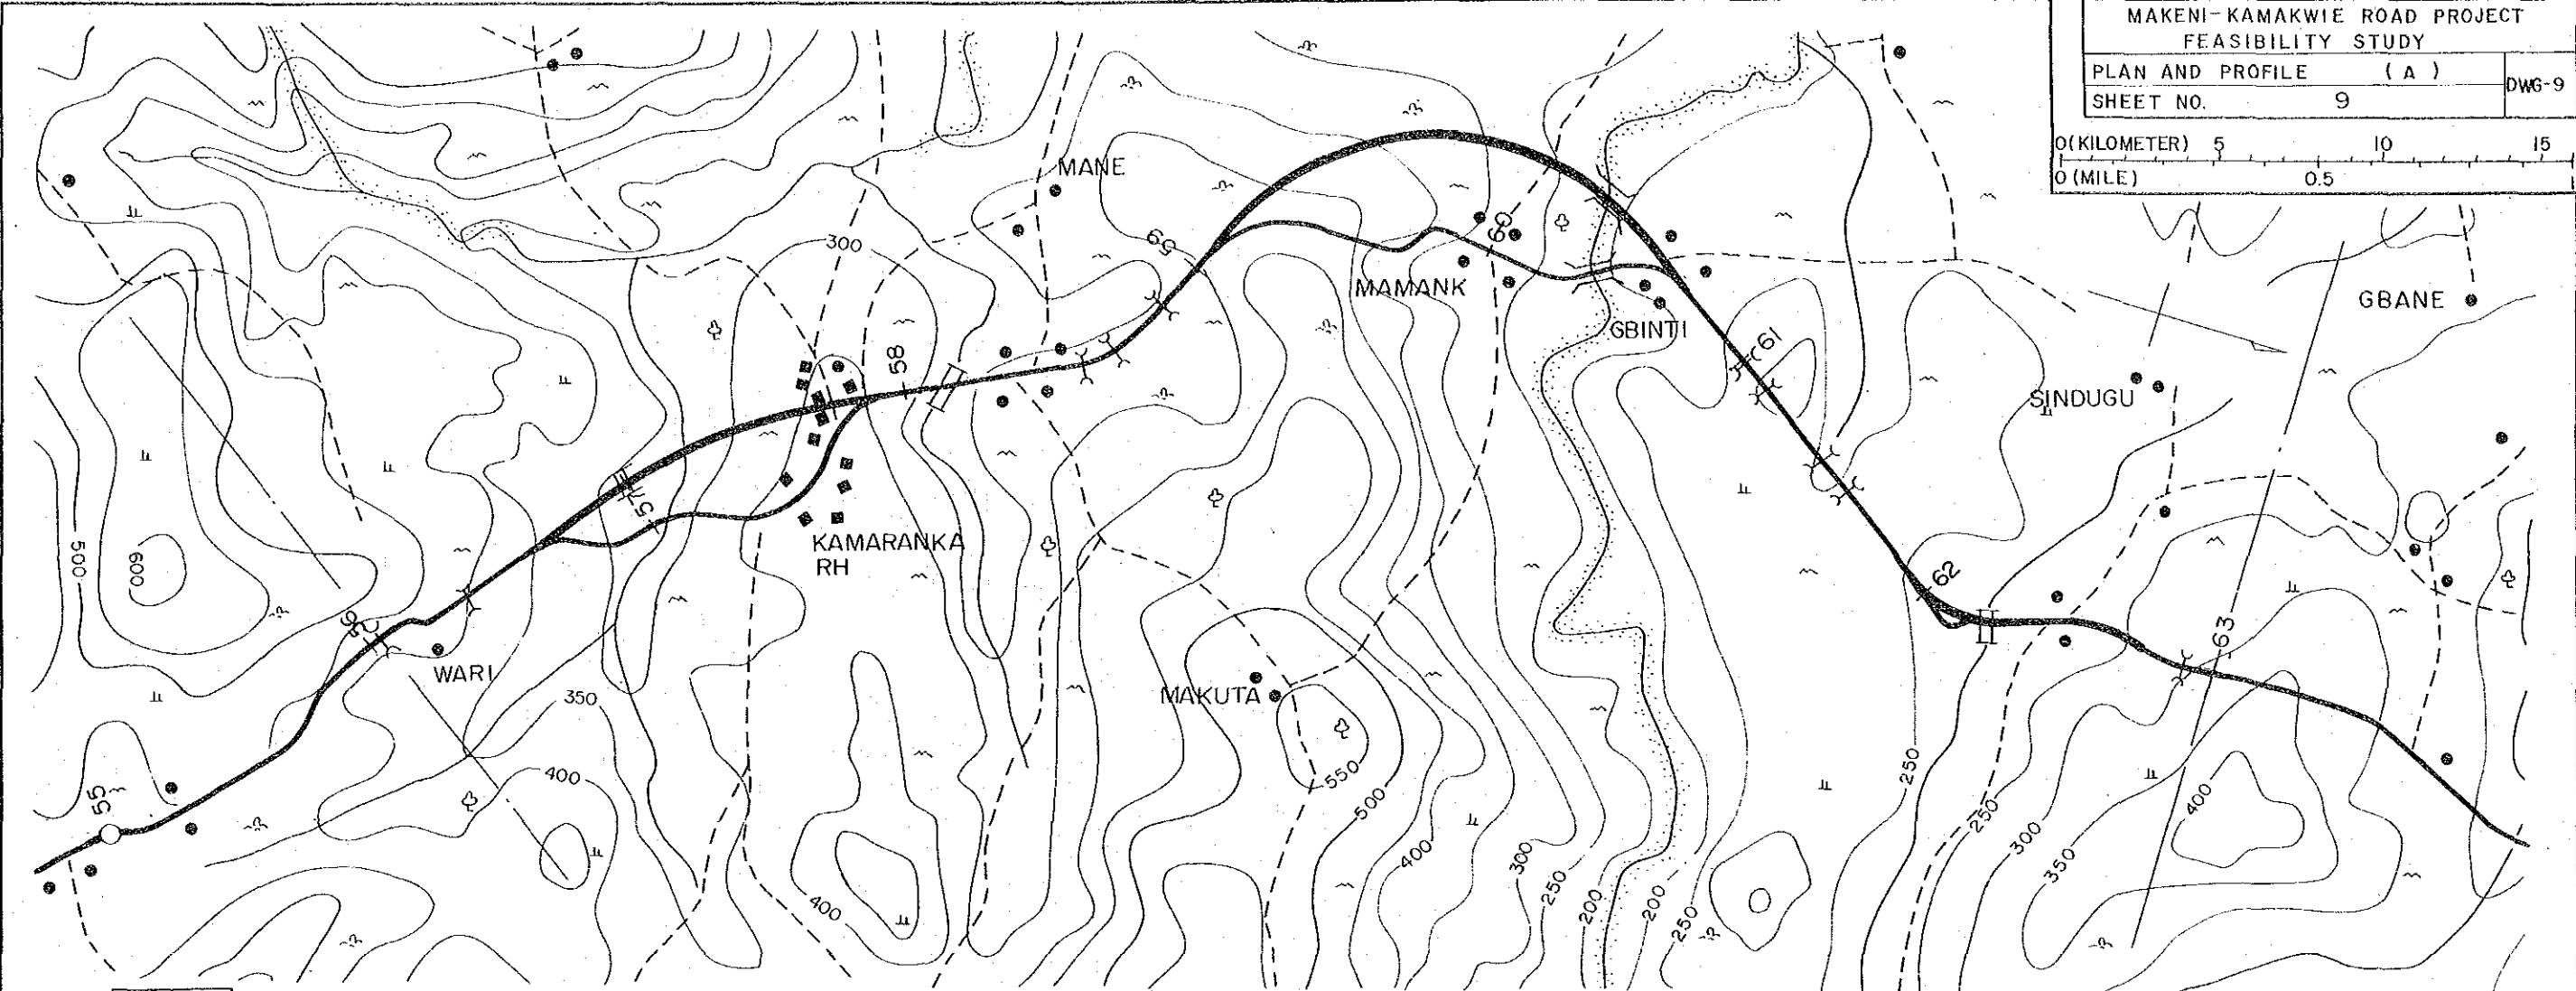 MAKENI-KAMAKWIE ROAD PROJECT
FEASIBILITY STUDY
PLAN AND PROFILE (A)
DWG-9
SHEET NO. 9
0(KILOMETER) 5 10 15
0(MILE) 0.5
MANE
300
59
60
MAMANK
GBINTI
GBANE
61
58
SINDUGU
57
500
600
KAMARANKA
RH
62
56
WARI
63
350
MAKUTA
400
550
250
55
500
400
250
300
400
300
350
250
400
200
200
250